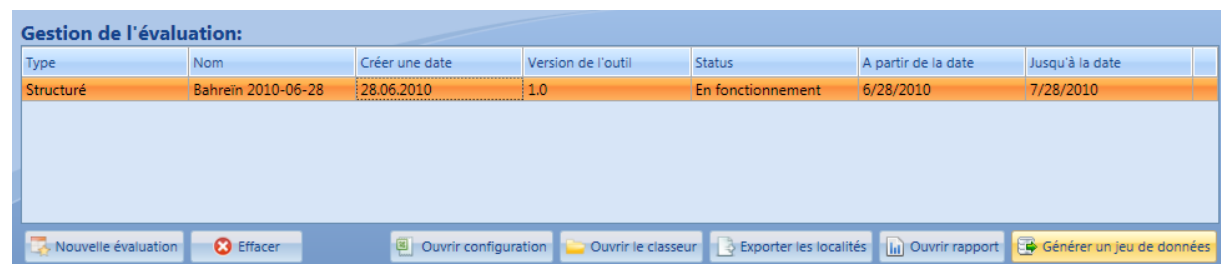 Gestion de l'évaluation:
Type Nom Créer une date Version de l'outil Status A partir de la date Jusqu'à la date
Structuré Bahreïn 2010-06-28 28.06.2010 1.0 En fonctionnement 6/28/2010 7/28/2010
Nouvelle évaluation Effacer Ouvrir configuration Ouvrir le classeur Exporter les localités Ouvrir rapport Générer un jeu de données